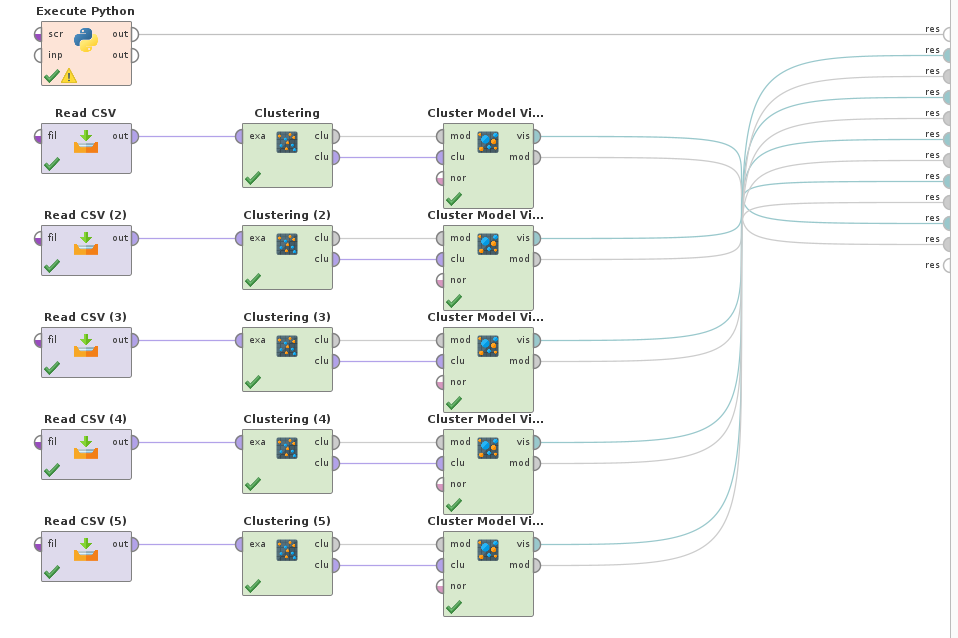 Execute Python
scr out
inp out
res
res
res
res
res
res
res
res
res
res
res
res
Read CSV
fil out
Clustering
exa clu
clu
Cluster Model Vi...
mod vis
clu mod
nor
Read CSV (2)
fil out
Clustering (2)
exa clu
clu
Cluster Model Vi...
mod vis
clu mod
nor
Read CSV (3)
fil out
Clustering (3)
exa clu
clu
Cluster Model Vi...
mod vis
clu mod
nor
Read CSV (4)
fil out
Clustering (4)
exa clu
clu
Cluster Model Vi...
mod vis
clu mod
nor
Read CSV (5)
fil out
Clustering (5)
exa clu
clu
Cluster Model Vi...
mod vis
clu mod
nor